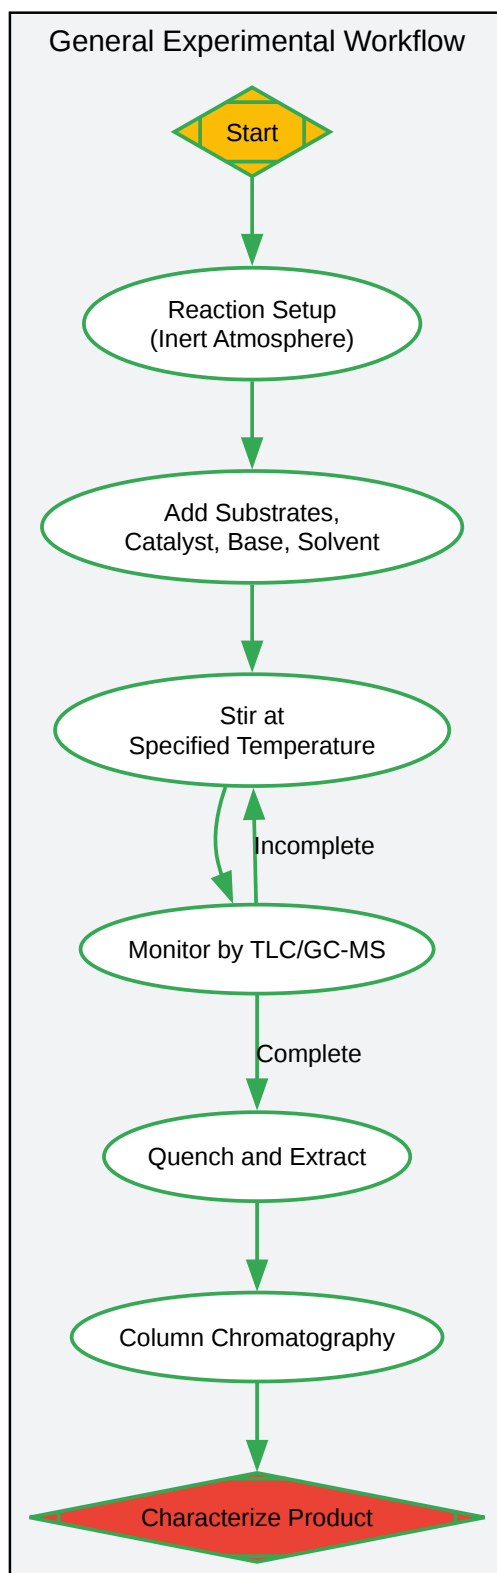 General Experimental Workflow
Start
Reaction Setup
(Inert Atmosphere)
Add Substrates,
Catalyst, Base, Solvent
Stir at
Specified Temperature
Incomplete
Monitor by TLC/GC-MS
Complete
Quench and Extract
Column Chromatography
Characterize Product